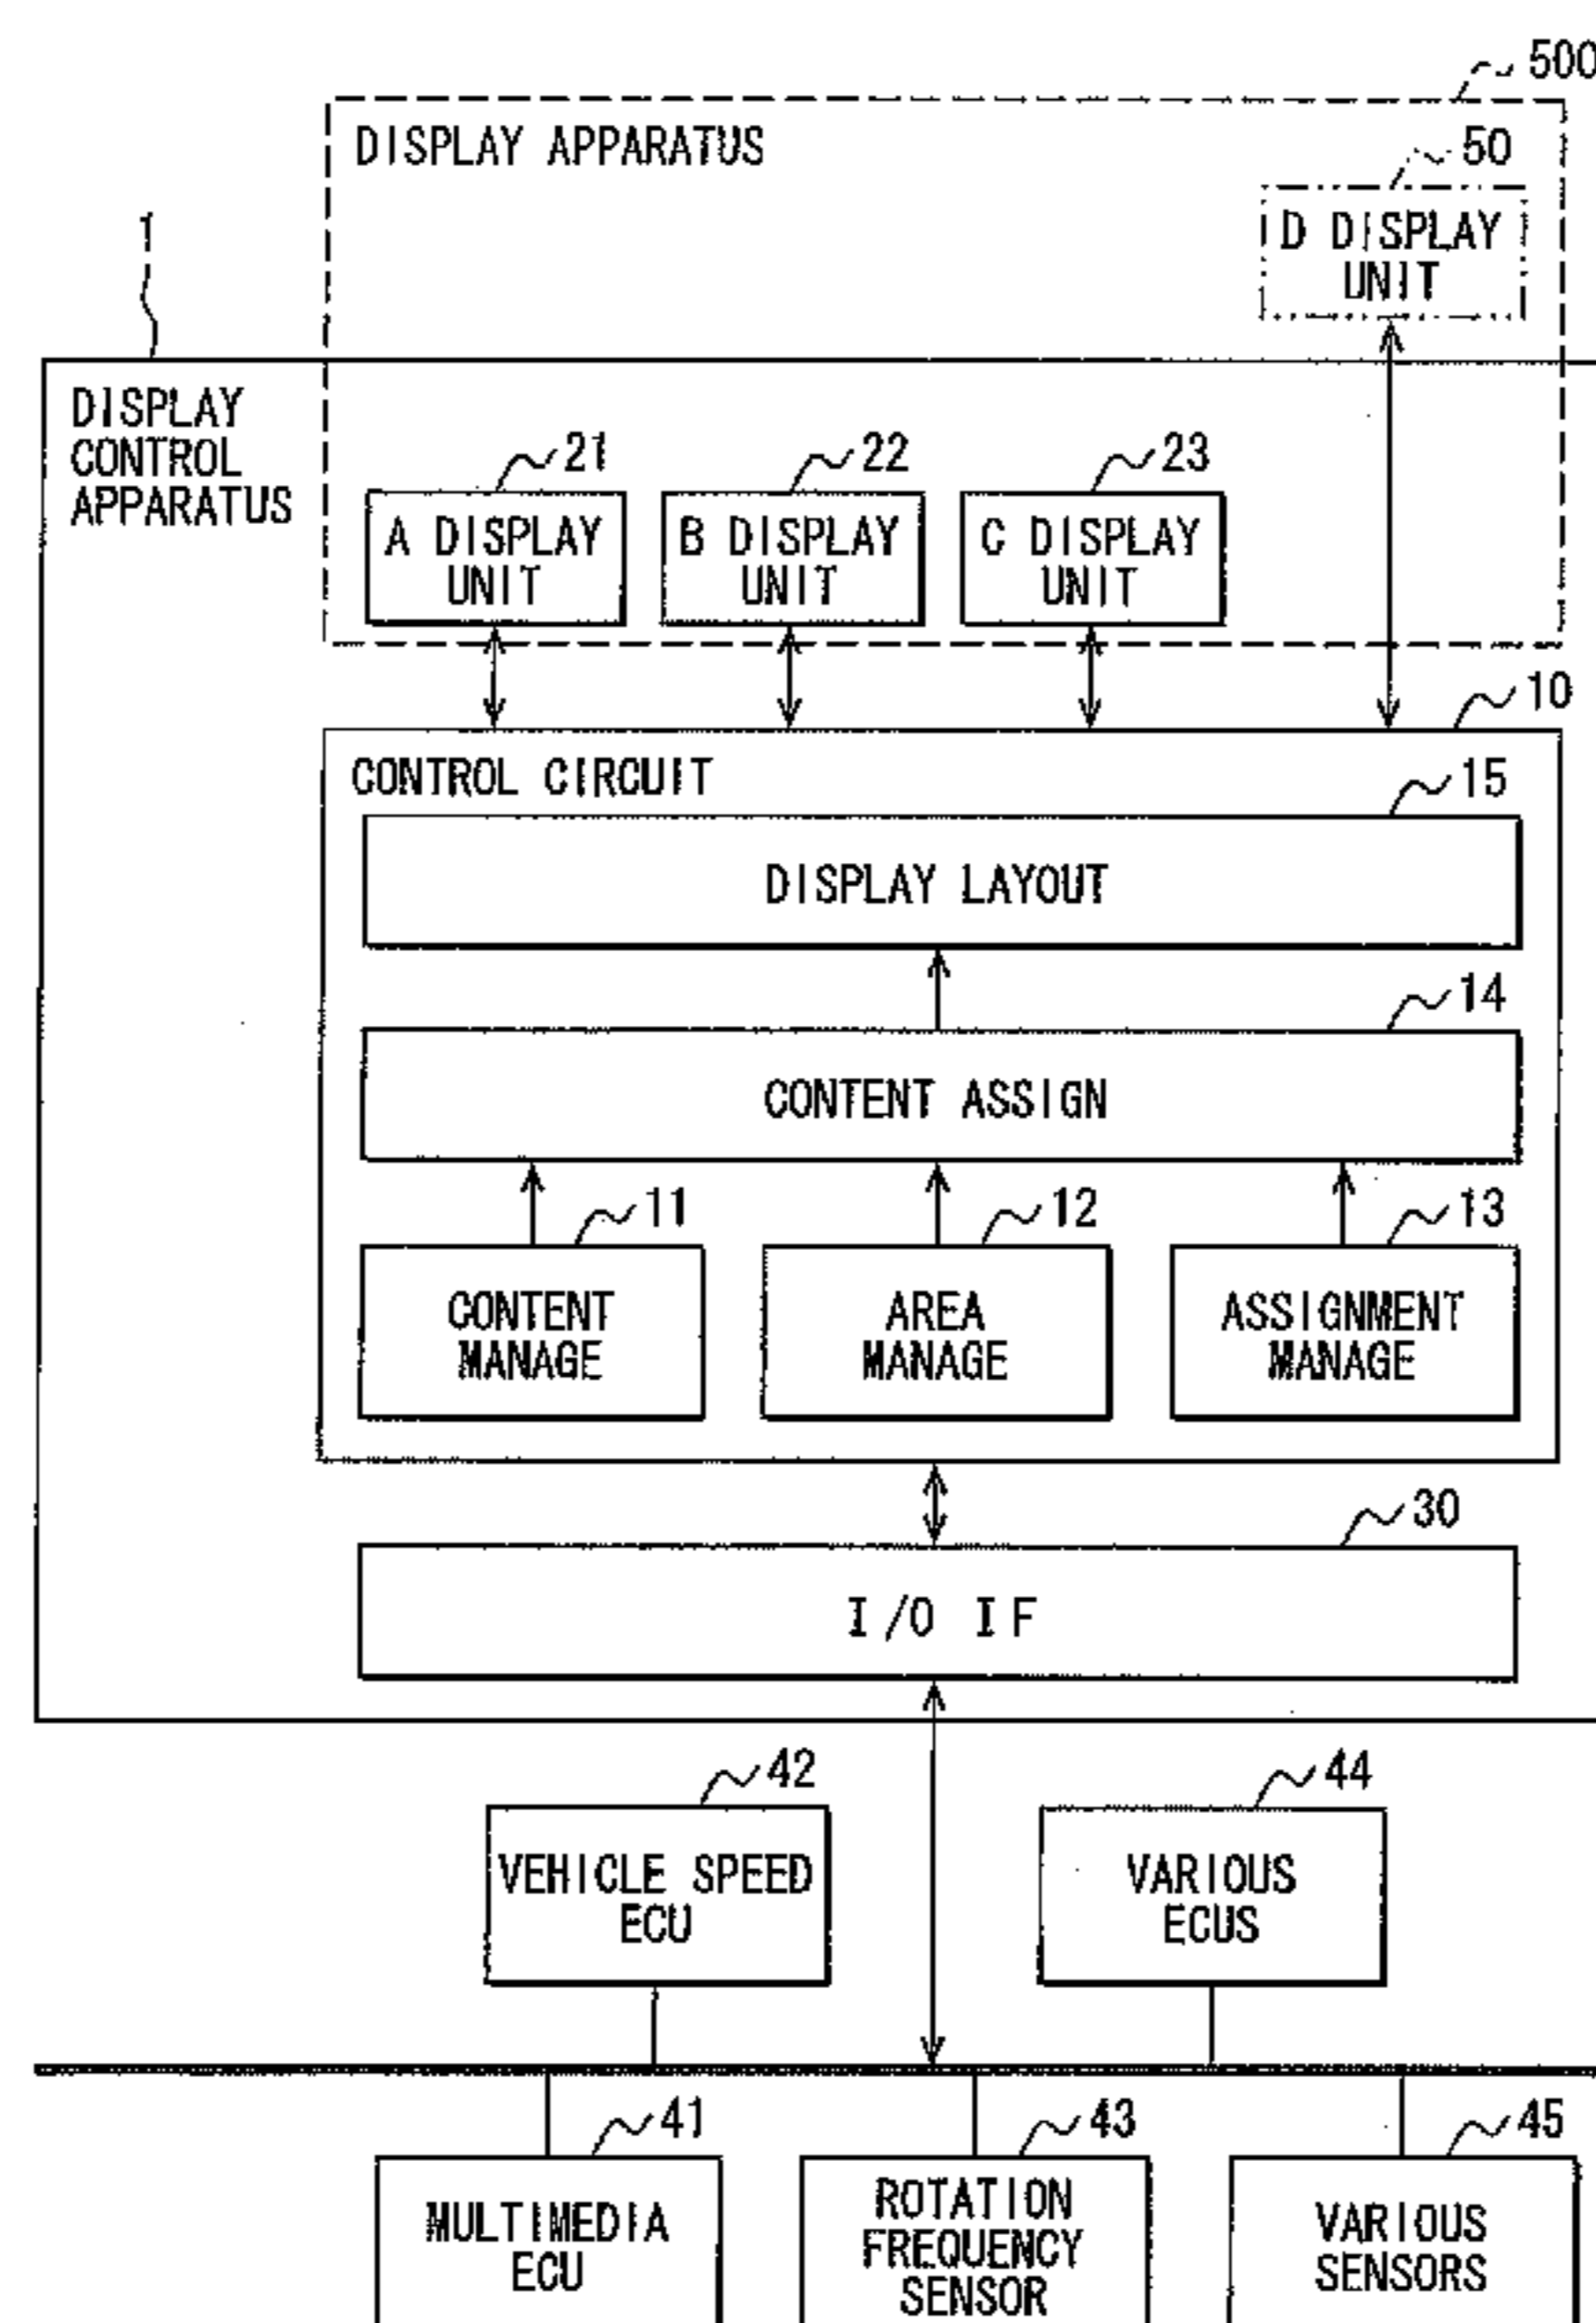 500
DISPLAY APPARATUS
50
D DISPLAY
UNIT
1
DISPLAY
CONTROL
APPARATUS
21
22
23
A DISPLAY
UNIT
B DISPLAY
UNIT
C DISPLAY
UNIT
10
CONTROL CIRCUIT
15
DISPLAY LAYOUT
14
CONTENT ASSIGN
11
12
13
CONTENT
MANAGE
AREA
MANAGE
ASSIGNMENT
MANAGE
30
I/O IF
42
44
VEHICLE SPEED
ECU
VARIOUS
ECUS
41
43
45
MULTIMEDIA
ECU
ROTATION
FREQUENCY
SENSOR
VARIOUS
SENSORS